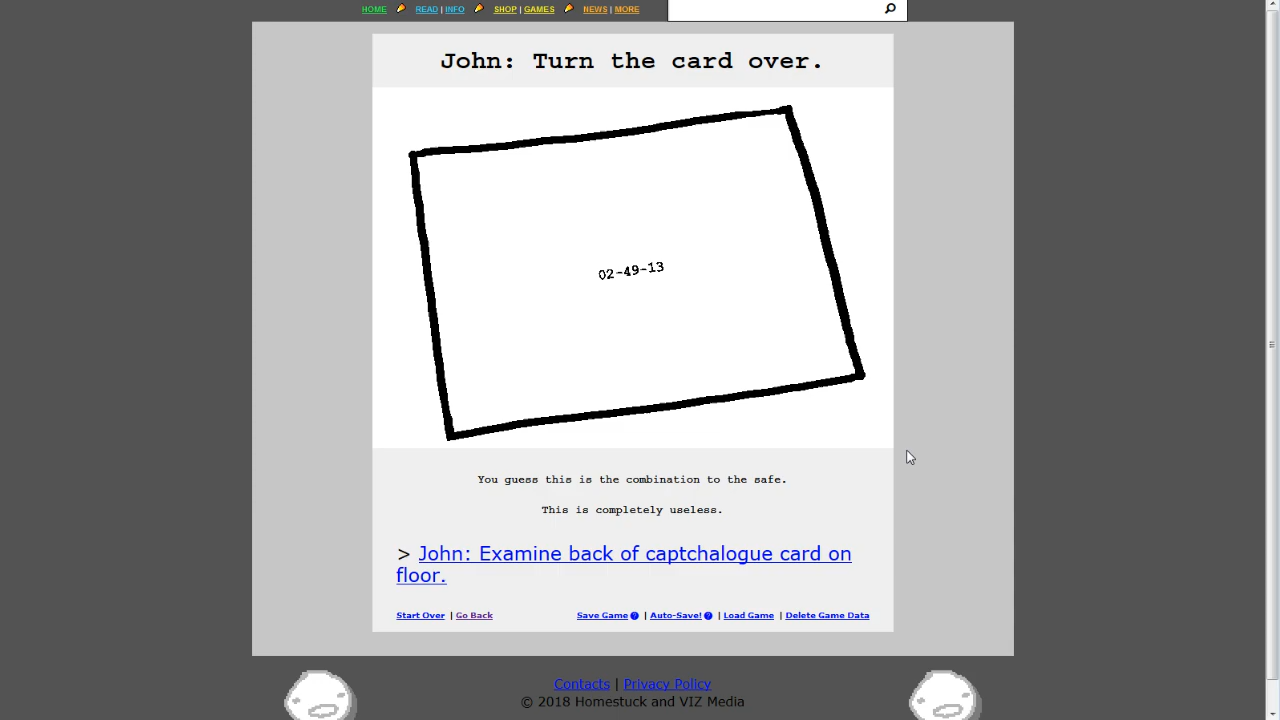 HOME READ | INFO SHOP | GAMES NEWS | MORE
John: Turn the card over.
02-49-13
You guess this is the combination to the safe.
This is completely useless.
> John: Examine back of captchalogue card on
floor.
Start Over | Go Back Save Game ? | Auto-Save! ? | Load Game | Delete Game Data
Contacts | Privacy Policy
© 2018 Homestuck and VIZ Media